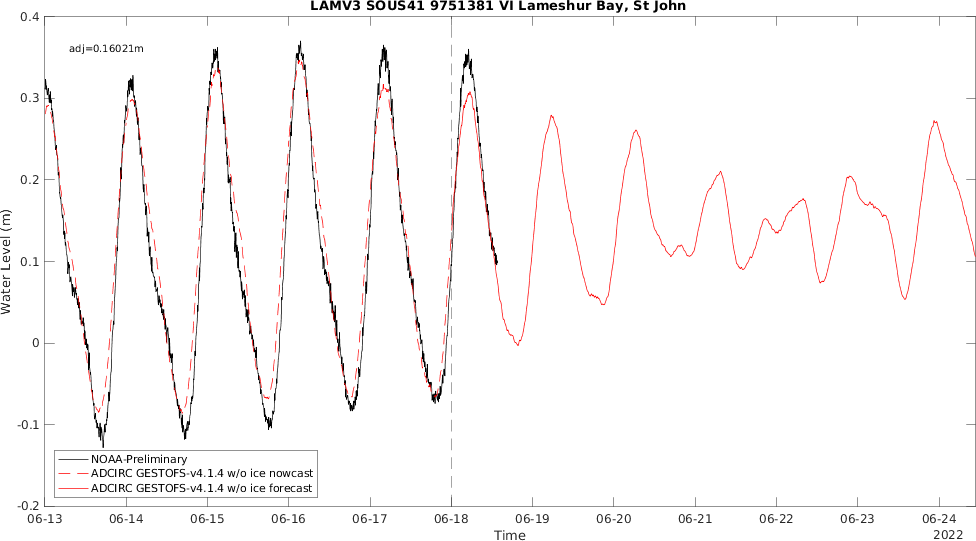 LAMV3 SOUS41 9751381 VI Lameshur Bay, St John
adj=0.16021m
0.4
0.3
0.2
0.1
0
-0.1
-0.2
Water Level (m)
NOAA-Preliminary
ADCIRC GESTOFS-v4.1.4 w/o ice nowcast
ADCIRC GESTOFS-v4.1.4 w/o ice forecast
06-13 06-14 06-15 06-16 06-17 06-18 06-19 06-20 06-21 06-22 06-23 06-24
Time
2022